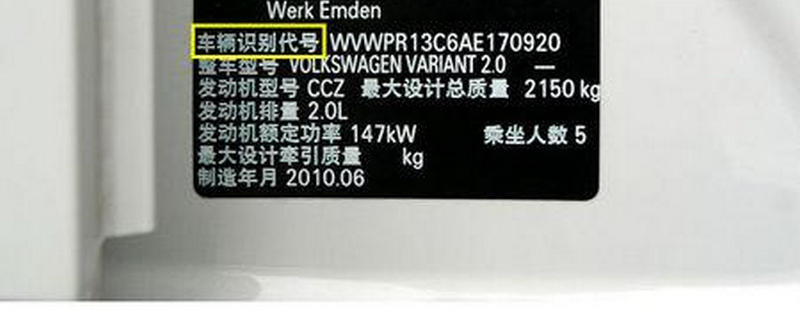 Werk Emden
车辆识别代号 WVWPR13C6AE170920
整车型号 VOLKSWAGEN VARIANT 2.0 —
发动机型号 CCZ 最大设计总质量 2150 kg
发动机排量 2.0L
发动机额定功率 147kW 乘坐人数 5
最大设计牵引质量 kg
制造年月 2010.06